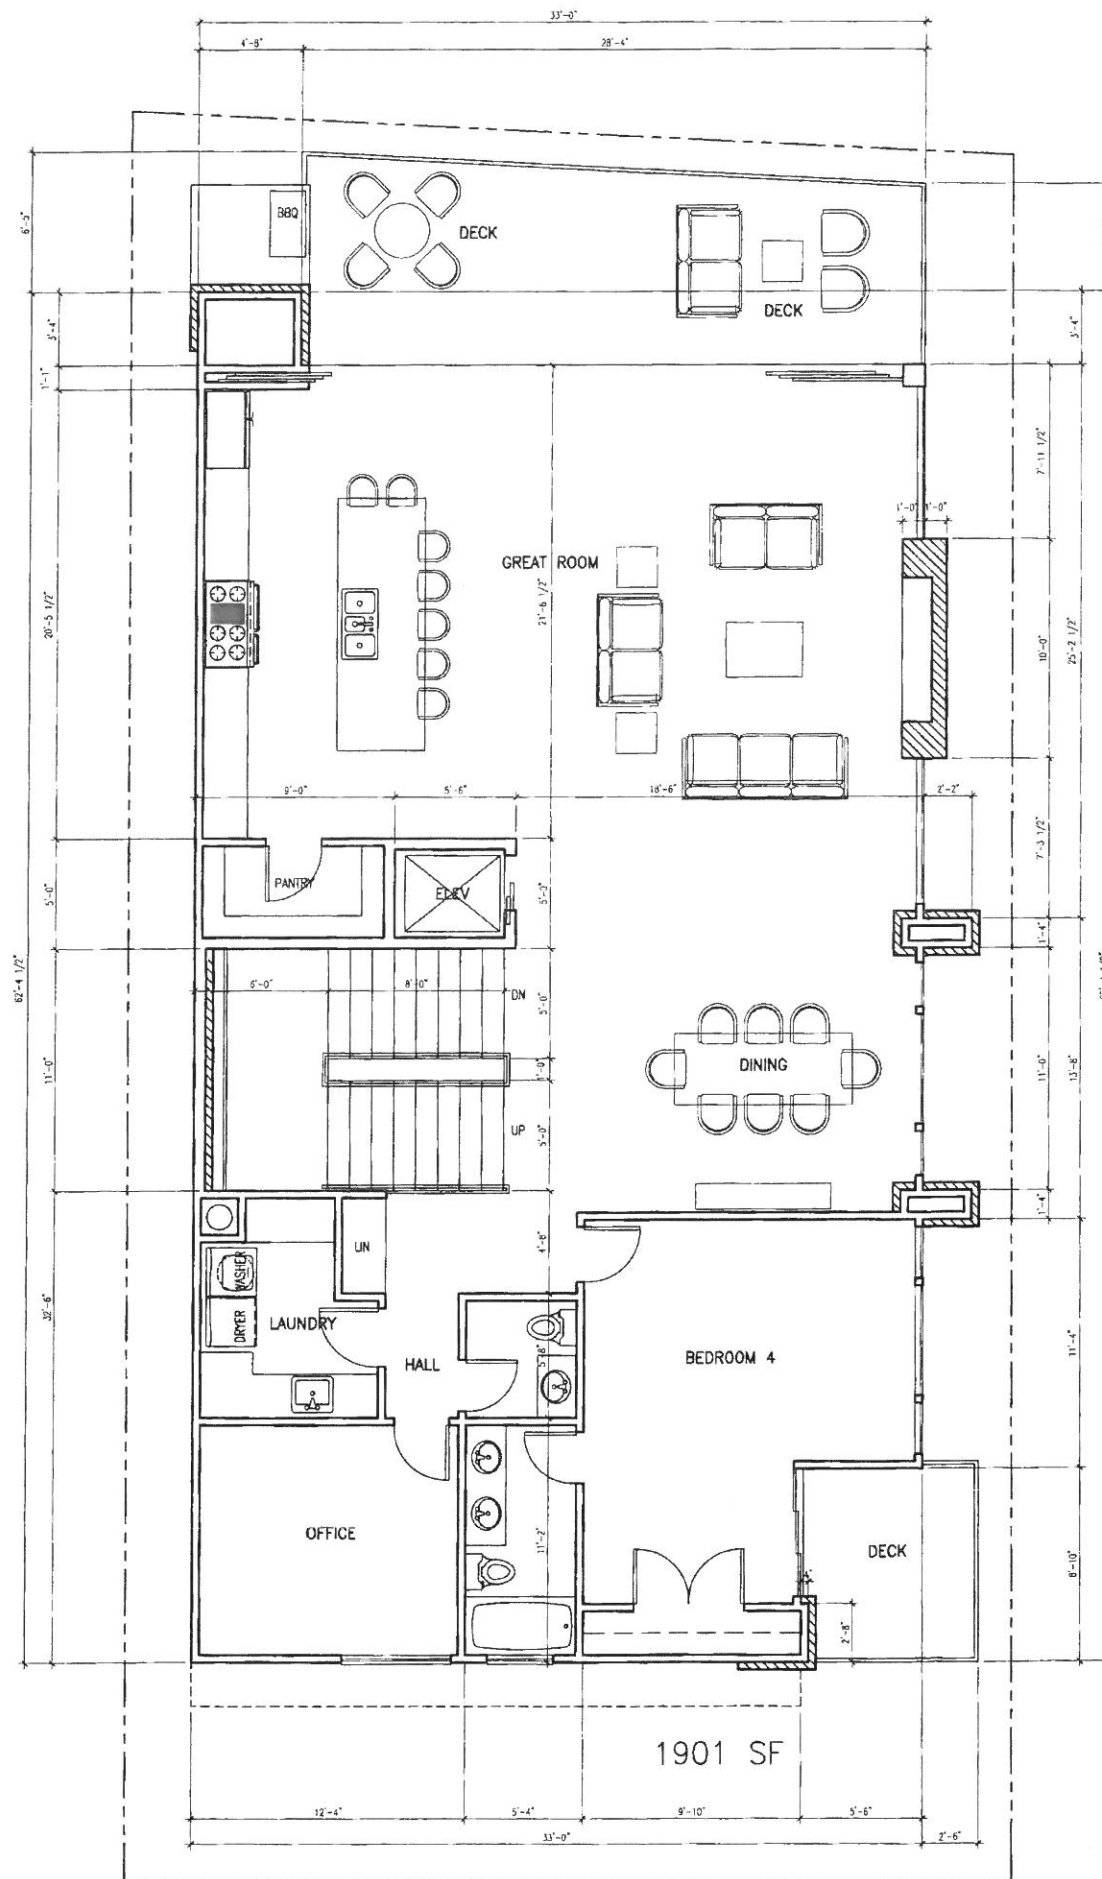 33'-0"
4'-8"
28'-4"
6'-5"
BBQ
DECK
DECK
3'-4"
3'-4"
1'-1"
7'-11 1/2"
1'-0"
1'-0"
GREAT ROOM
20'-5 1/2"
21'-6 1/2"
10'-0"
25'-2 1/2"
9'-0"
5'-6"
18'-6"
2'-2"
7'-3 1/2"
PANTRY
ELEV
5'-0"
5'-0"
1'-4"
62'-4 1/2"
6'-0"
8'-0"
DN
5'-0"
11'-0"
1'-0"
DINING
11'-0"
13'-8"
UP
5'-0"
1'-4"
LIN
4'-8"
WASHER
DRYER
LAUNDRY
32'-6"
HALL
5'-8"
BEDROOM 4
11'-4"
OFFICE
11'-2"
DECK
8'-10"
2'-8"
1901 SF
12'-4"
5'-4"
9'-10"
5'-6"
33'-0"
2'-6"